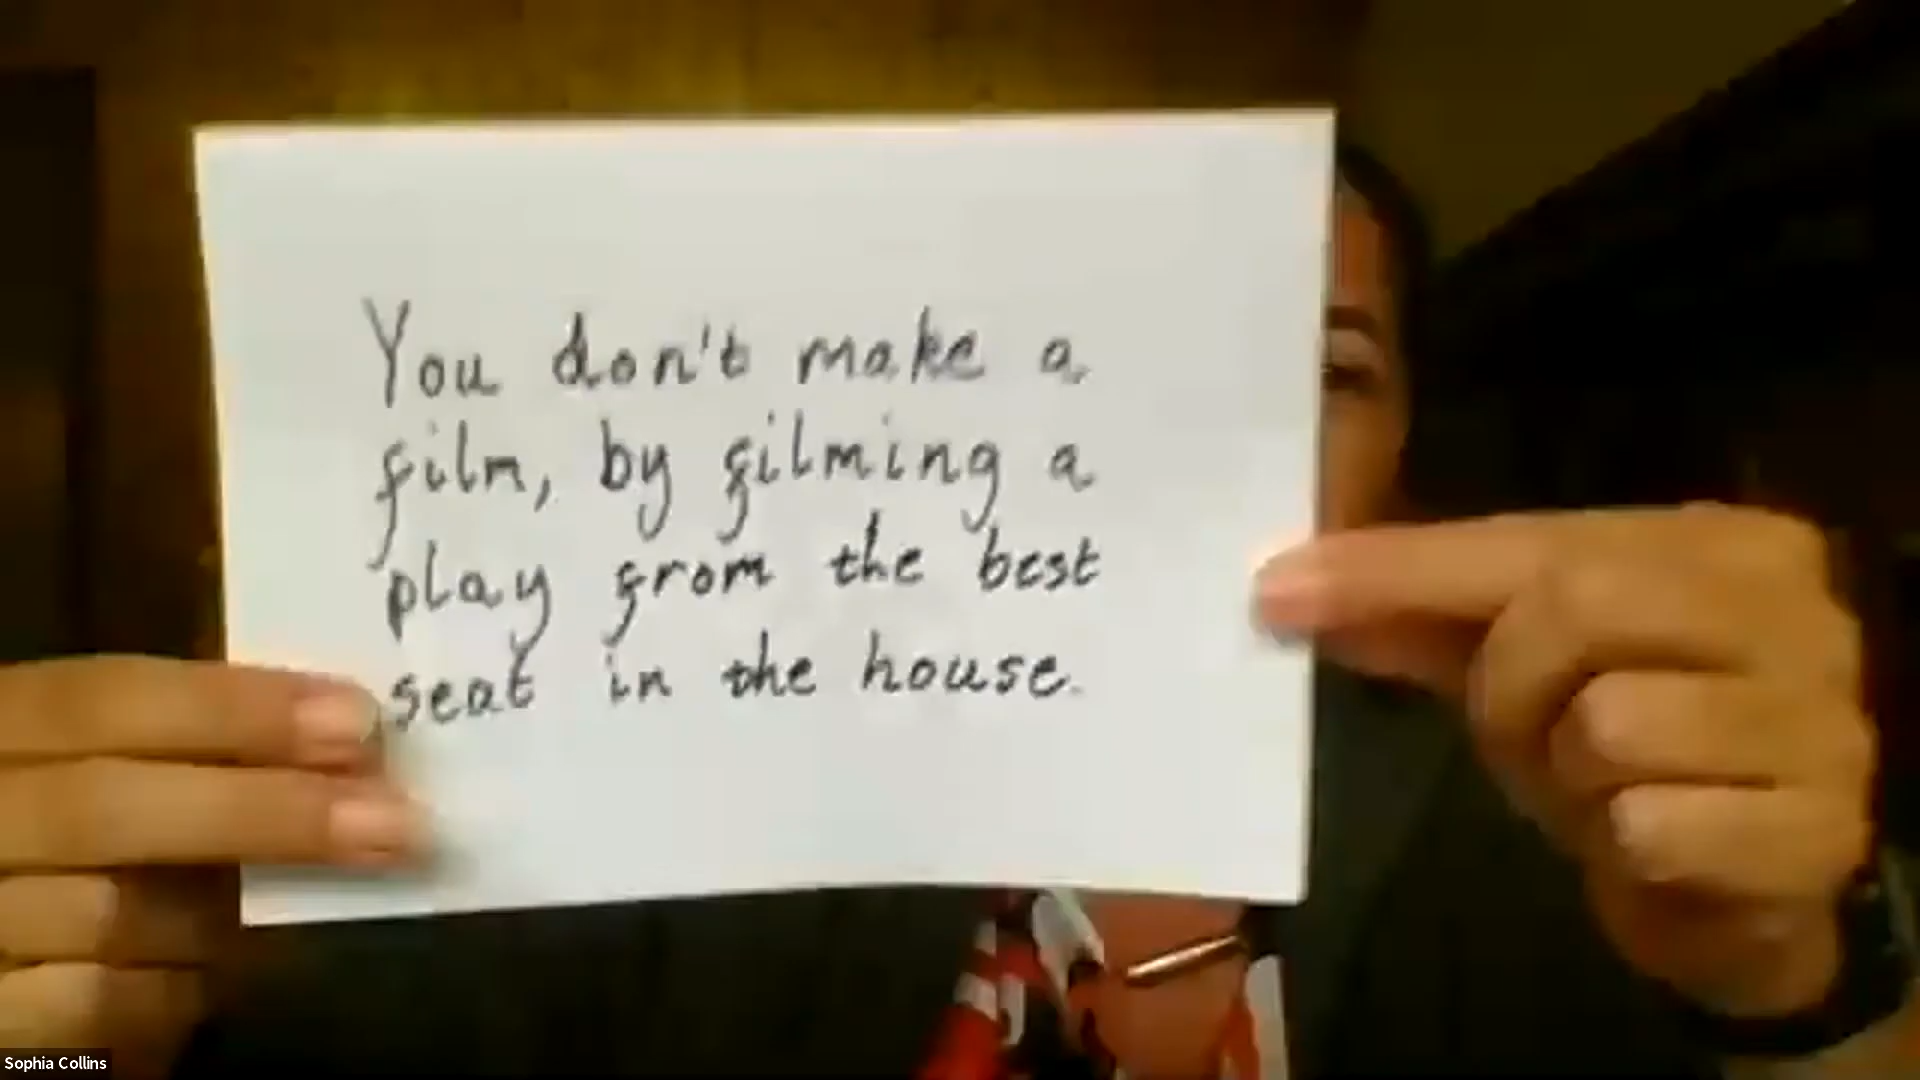 You don't make a
film, by filming a
play from the best
seat in the house.
Sophia Collins